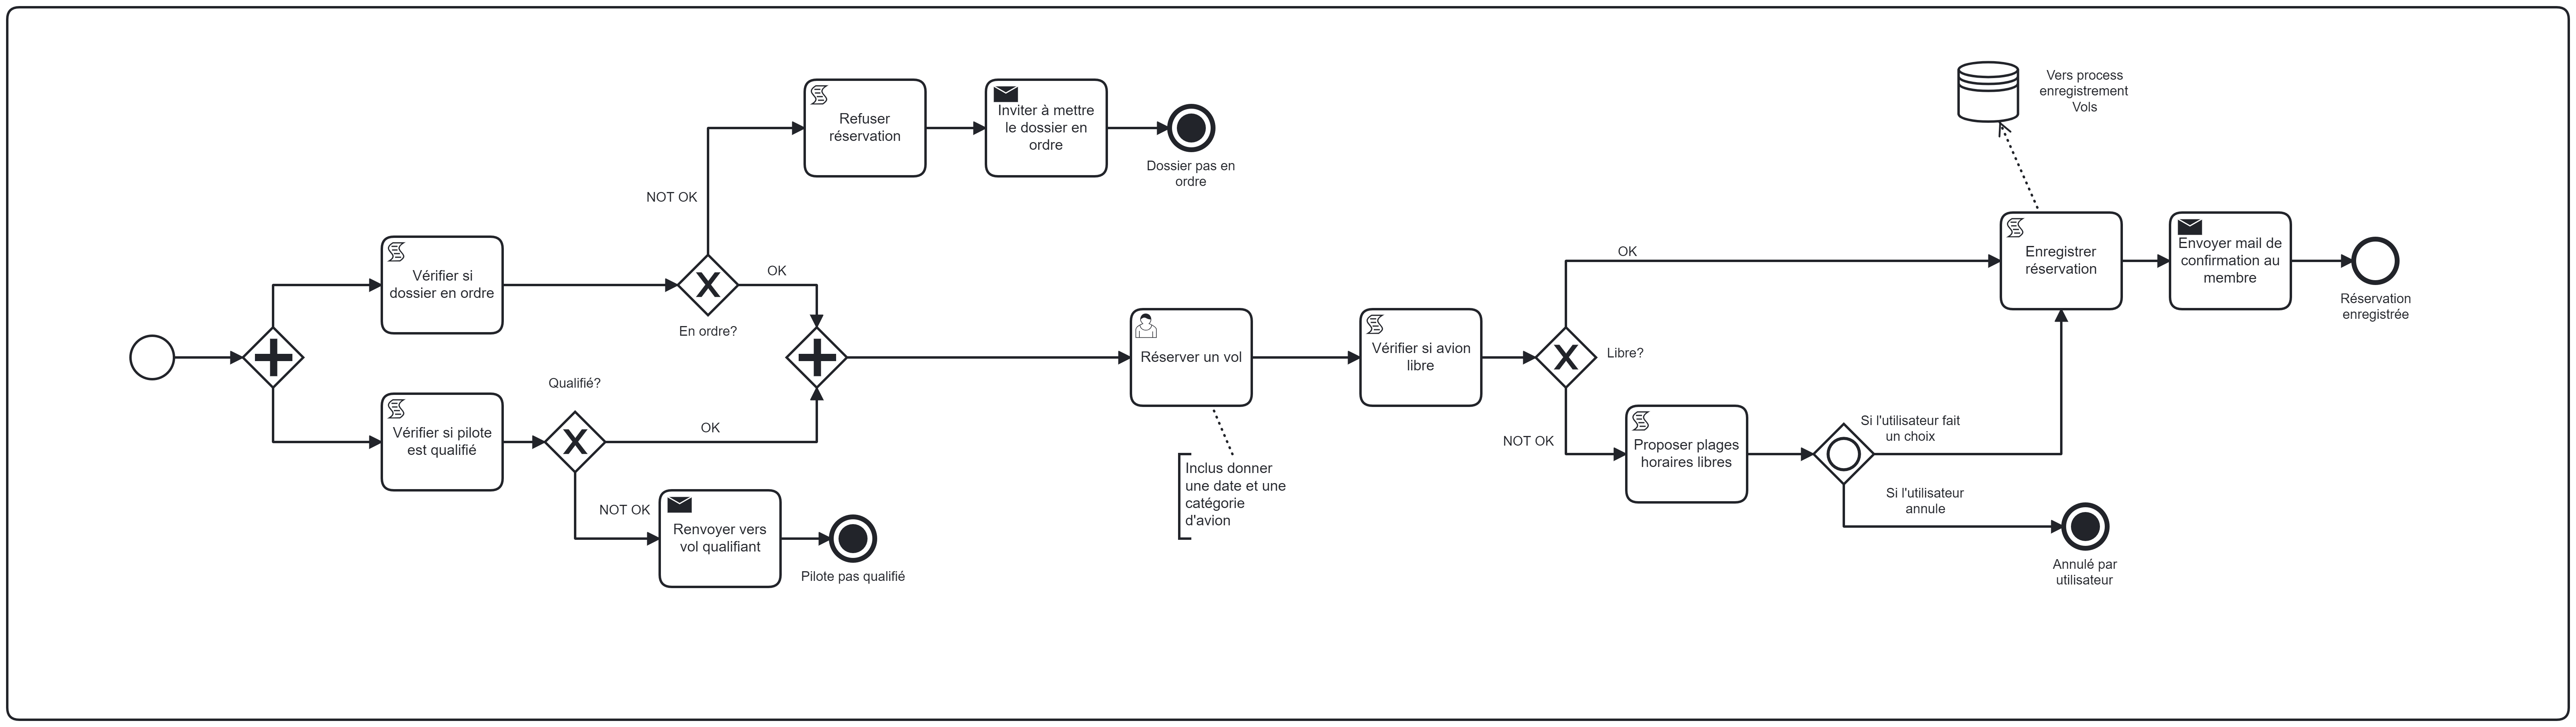 Refuser
réservation
Inviter à mettre
le dossier en
ordre
Dossier pas en
ordre
NOT OK
Vérifier si
dossier en ordre
OK
En ordre?
Vérifier si pilote
est qualifié
Qualifié?
OK
NOT OK
Renvoyer vers
vol qualifiant
Pilote pas qualifié
Réserver un vol
Inclus donner
une date et une
catégorie
d'avion
Vérifier si avion
libre
Libre?
OK
NOT OK
Proposer plages
horaires libres
Si l'utilisateur fait
un choix
Si l'utilisateur
annule
Annulé par
utilisateur
Vers process
enregistrement
Vols
Enregistrer
réservation
Envoyer mail de
confirmation au
membre
Réservation
enregistrée